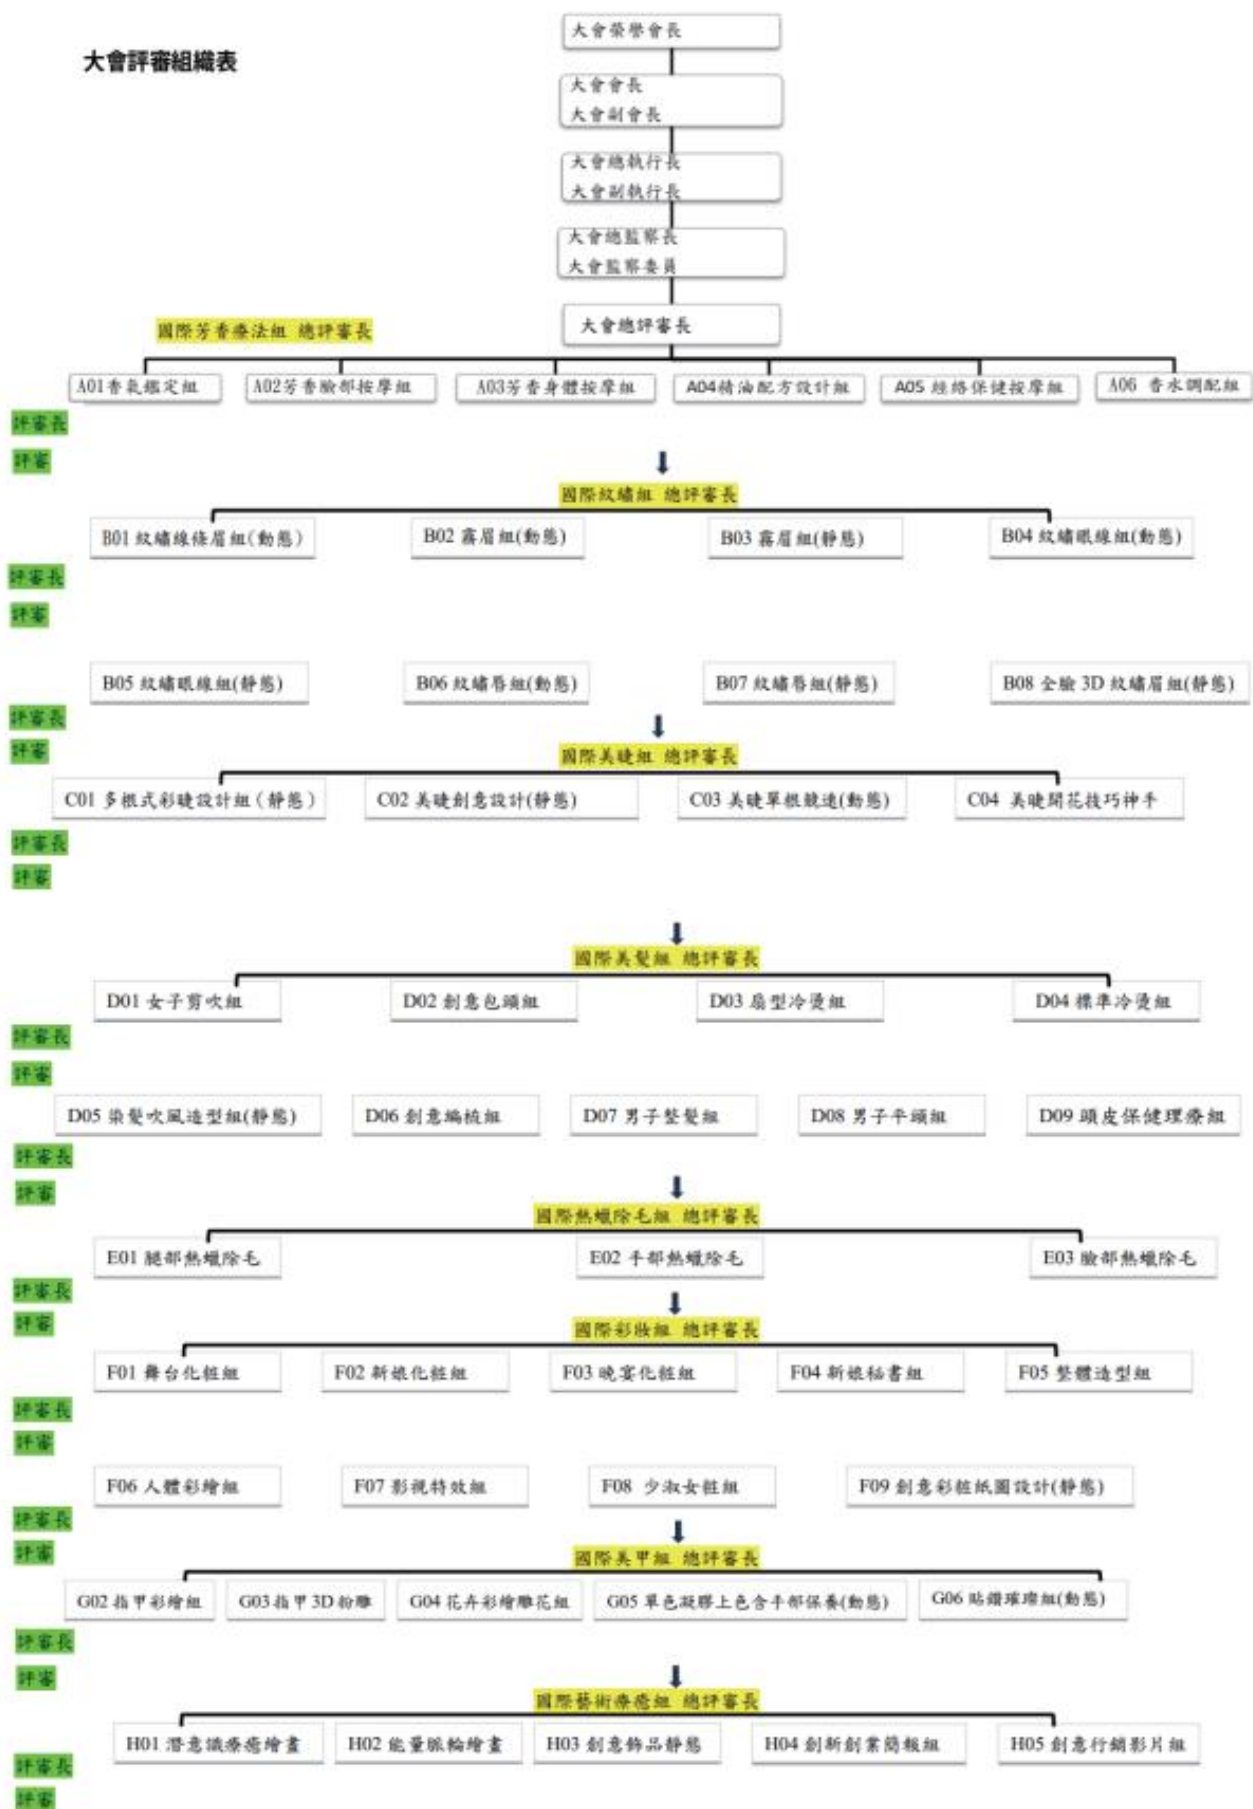 大會評審組織表
大會榮譽會長
大會會長
大會副會長
大會總執行長
大會副執行長
大會總監察長
大會監察委員
大會總評審長
國際芳香療法組 總評審長
A01香氣鑑定組
A02芳香臉部按摩組
A03芳香身體按摩組
A04精油配方設計組
A05 經絡保健按摩組
A06 香水調配組
評審長
評審
國際紋繡組 總評審長
B01 紋繡線條眉組(動態)
B02 霧眉組(動態)
B03 霧眉組(靜態)
B04 紋繡眼線組(動態)
評審長
評審
B05 紋繡眼線組(靜態)
B06 紋繡唇組(動態)
B07 紋繡唇組(靜態)
B08 全臉 3D 紋繡眉組(靜態)
評審長
評審
國際美睫組 總評審長
C01 多根式彩睫設計組(靜態)
C02 美睫創意設計(靜態)
C03 美睫單根競速(動態)
C04 美睫開花技巧神手
評審長
評審
國際美髮組 總評審長
D01 女子剪吹組
D02 創意包頭組
D03 扇型冷燙組
D04 標準冷燙組
評審長
評審
D05 染髮吹風造型組(靜態)
D06 創意編梳組
D07 男子整髮組
D08 男子平頭組
D09 頭皮保健理療組
評審長
評審
國際熱蠟除毛組 總評審長
E01 腿部熱蠟除毛
E02 手部熱蠟除毛
E03 臉部熱蠟除毛
評審長
評審
國際彩妝組 總評審長
F01 舞台化粧組
F02 新娘化粧組
F03 晚宴化粧組
F04 新娘秘書組
F05 整體造型組
評審長
評審
F06 人體彩繪組
F07 影視特效組
F08 少淑女粧組
F09 創意彩粧紙圖設計(靜態)
評審長
評審
國際美甲組 總評審長
G02 指甲彩繪組
G03 指甲 3D 粉雕
G04 花卉彩繪雕花組
G05 單色凝膠上色含手部保養(動態)
G06 貼鑽璀璨組(動態)
評審長
評審
國際藝術療癒組 總評審長
H01 潛意識療癒繪畫
H02 能量脈輪繪畫
H03 創意飾品靜態
H04 創新創業簡報組
H05 創意行銷影片組
評審長
評審